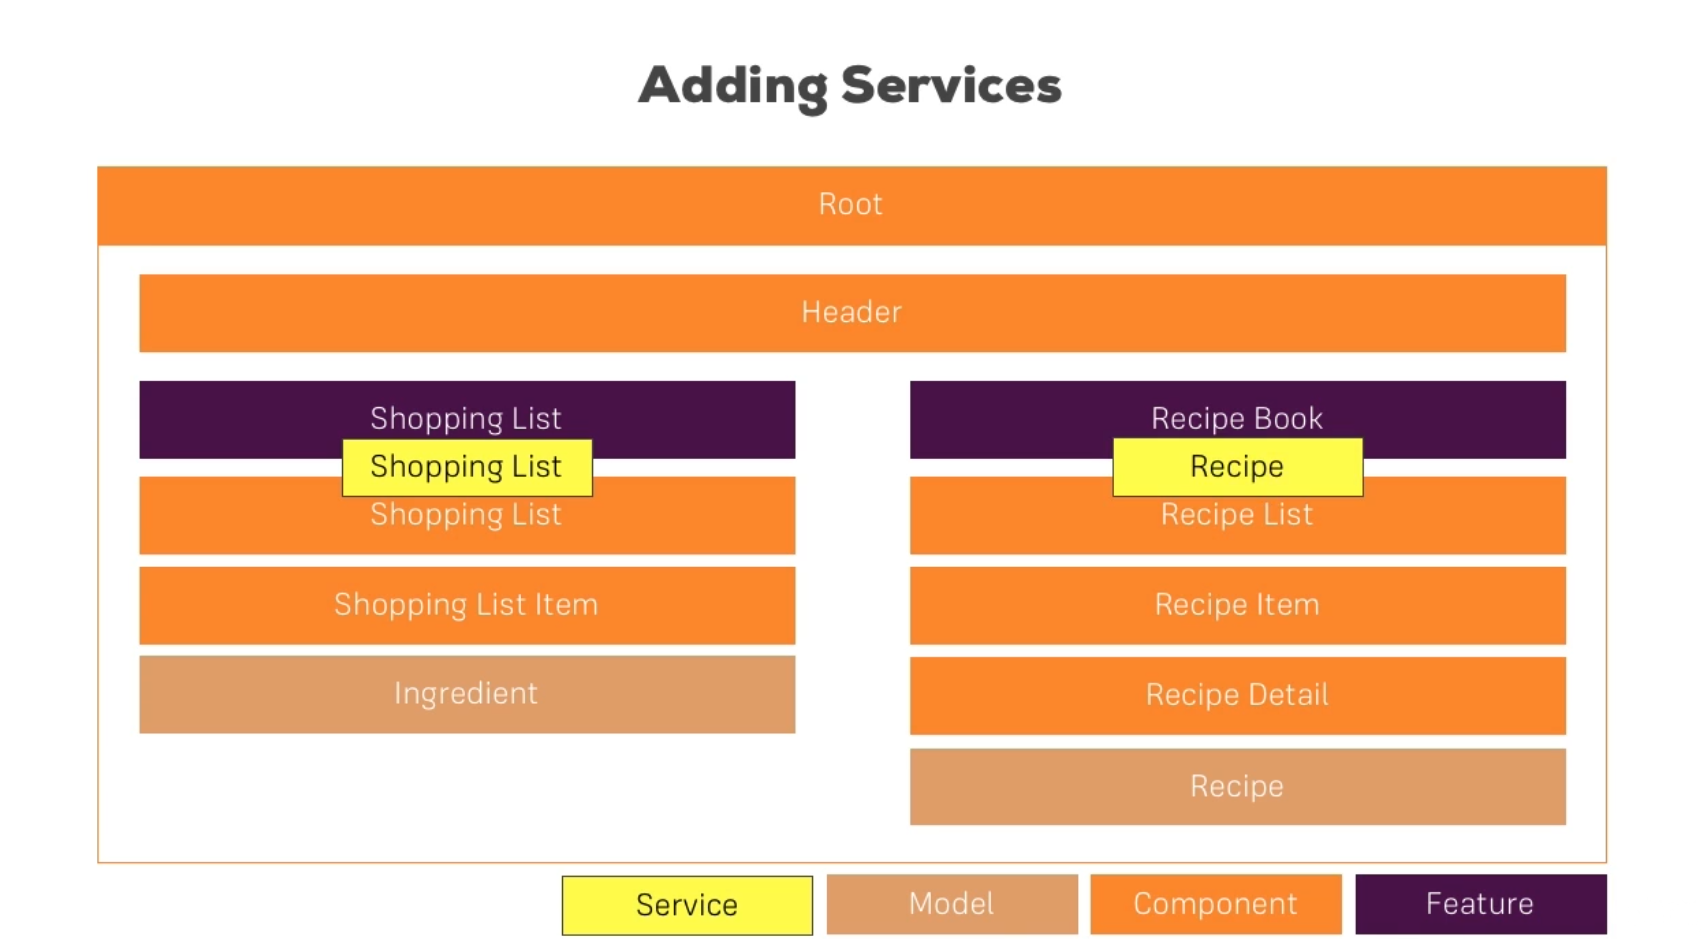 Adding Services
Root
Header
Shopping List
Shopping List
Shopping List
Shopping List Item
Ingredient
Recipe Book
Recipe
Recipe List
Recipe Item
Recipe Detail
Recipe
Service
Model
Component
Feature